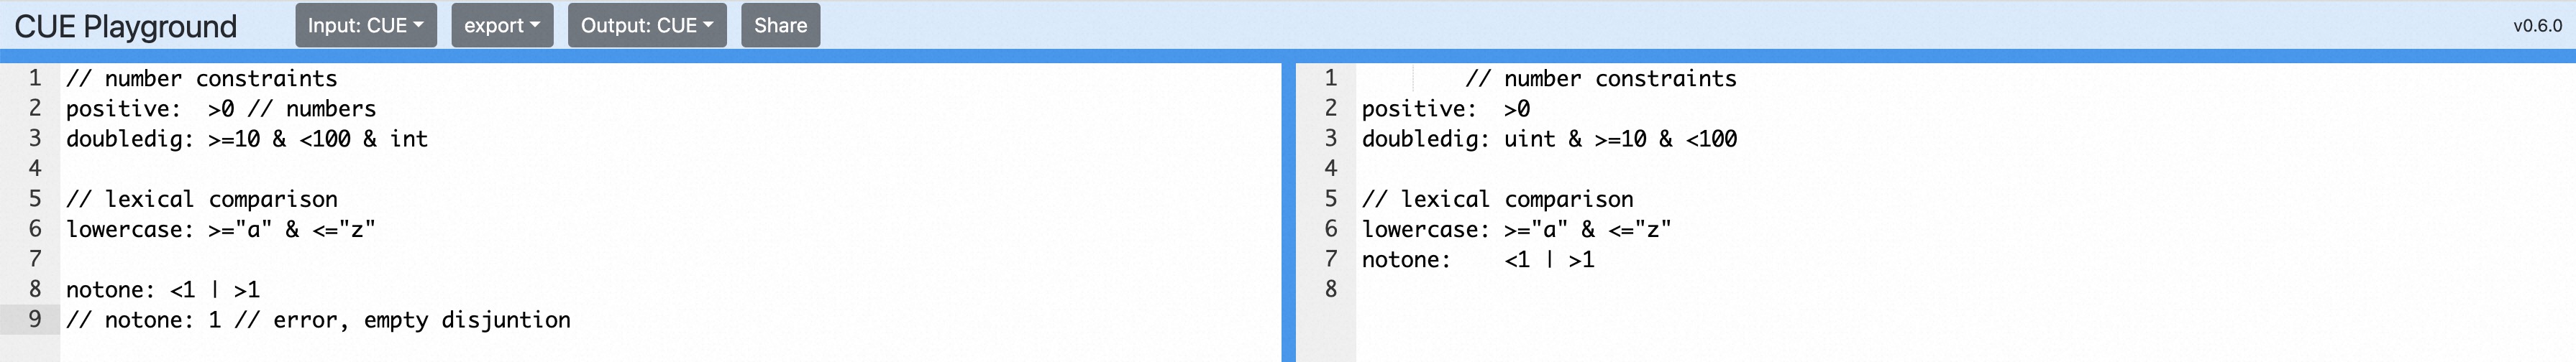 CUE Playground Input: CUE export Output: CUE Share v0.6.0
1 // number constraints
2 positive:  >0 // numbers
3 doubledig: >=10 & <100 & int
4
5 // lexical comparison
6 lowercase: >="a" & <="z"
7
8 notone: <1 | >1
9 // notone: 1 // error, empty disjuntion
1 // number constraints
2 positive:  >0
3 doubledig: uint & >=10 & <100
4
5 // lexical comparison
6 lowercase: >="a" & <="z"
7 notone:    <1 | >1
8